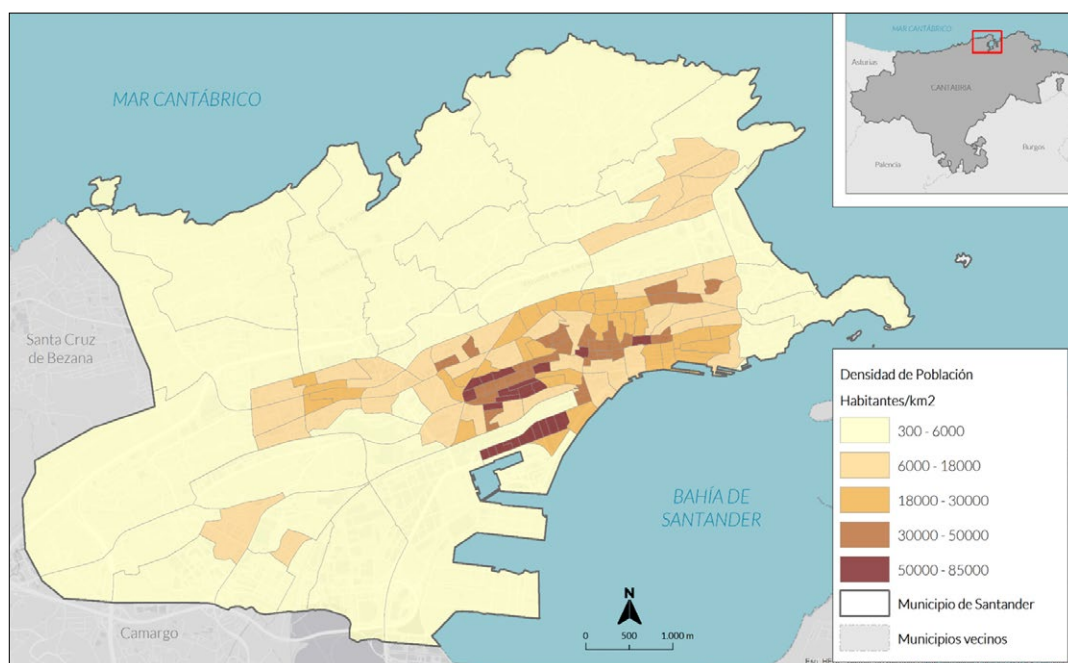 MAR CANTÁBRICO
Santa Cruz
de Bezana
Camargo
BAHÍA DE
SANTANDER
N
0 500 1.000 m
MAR CANTÁBRICO
Asturias
CANTABRIA
Palencia
Burgos
Densidad de Población
Habitantes/km2
300 - 6000
6000 - 18000
18000 - 30000
30000 - 50000
50000 - 85000
Municipio de Santander
Municipios vecinos